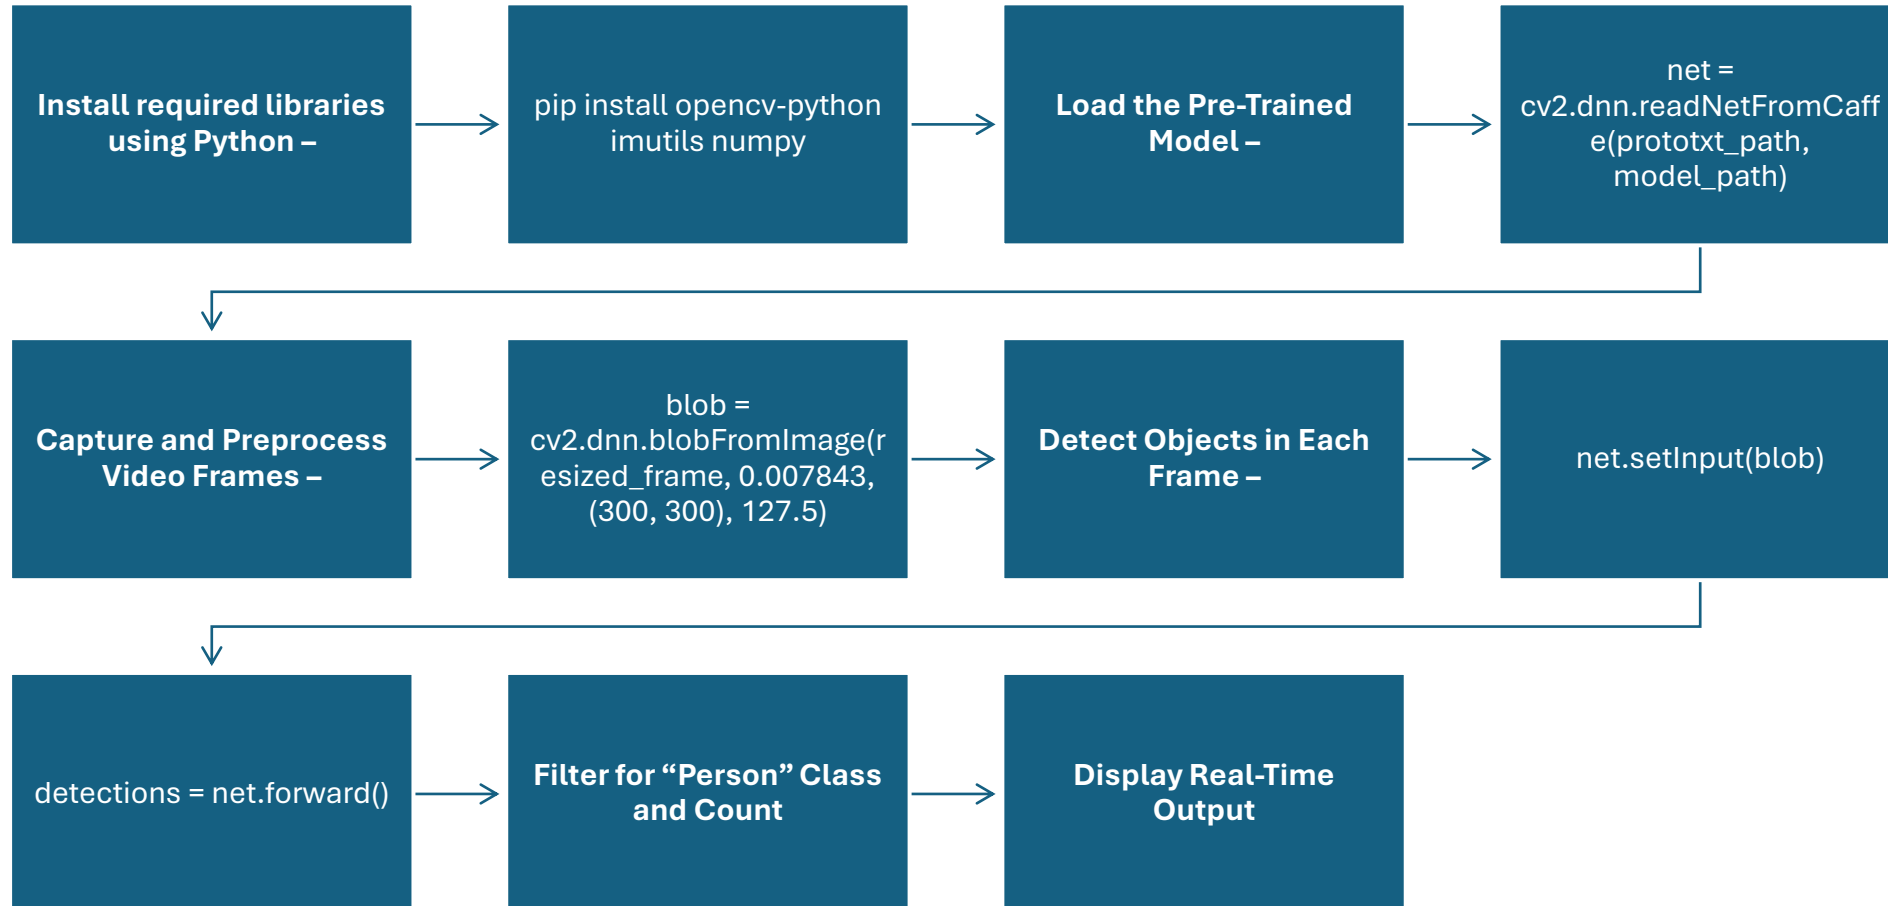 Install required libraries
using Python –
pip install opencv-python
imutils numpy
Load the Pre-Trained
Model –
net =
cv2.dnn.readNetFromCaff
e(prototxt_path,
model_path)
Capture and Preprocess
Video Frames –
blob =
cv2.dnn.blobFromImage(r
esized_frame, 0.007843,
(300, 300), 127.5)
Detect Objects in Each
Frame –
net.setInput(blob)
detections = net.forward()
Filter for “Person” Class
and Count
Display Real-Time
Output